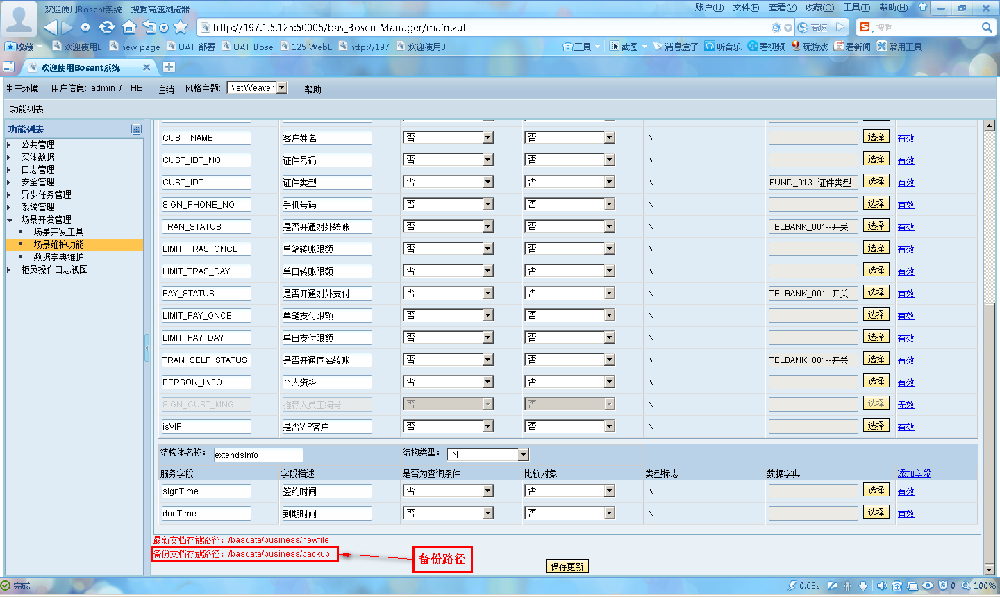 欢迎使用Bosent系统 - 搜狗高速浏览器
账户(U) 文件(F) 查看(V) 收藏(O) 工具(T) 帮助(H)
http://197.1.5.125:50005/bas_BosentManager/main.zul
高速
搜狗
收藏 欢迎使用B new page UAT_部署 UAT_Bose 125 WebL http://197 欢迎使用B
工具 截图 消息盒子 听音乐 看视频 玩游戏 看新闻 常用工具
欢迎使用Bosent系统
生产环境 用户信息: admin / THE 注销 风格主题: NetWeaver 帮助
功能列表
功能列表
公共管理
实体数据
日志管理
安全管理
异步任务管理
系统管理
场景开发管理
场景开发工具
场景维护功能
数据字典维护
柜员操作日志视图
CUST_NAME 客户姓名 否 否 IN 选择 有效
CUST_IDT_NO 证件号码 否 否 IN 选择 有效
CUST_IDT 证件类型 否 否 IN FUND_013--证件类型 选择 有效
SIGN_PHONE_NO 手机号码 否 否 IN 选择 有效
TRAN_STATUS 是否开通对外转账 否 否 IN TELBANK_001--开关 选择 有效
LIMIT_TRAS_ONCE 单笔转账限额 否 否 IN 选择 有效
LIMIT_TRAS_DAY 单日转账限额 否 否 IN 选择 有效
PAY_STATUS 是否开通对外支付 否 否 IN TELBANK_001--开关 选择 有效
LIMIT_PAY_ONCE 单笔支付限额 否 否 IN 选择 有效
LIMIT_PAY_DAY 单日支付限额 否 否 IN 选择 有效
TRAN_SELF_STATUS 是否开通同名转账 否 否 IN TELBANK_001--开关 选择 有效
PERSON_INFO 个人资料 否 否 IN 选择 有效
SIGN_CUST_MNG 推荐人员工编号 否 否 IN 选择 无效
isVIP 是否VIP客户 否 否 IN 选择 有效
结构体名称: extendsInfo 结构类型: IN
服务字段 字段描述 是否为查询条件 比较对象 类型标志 数据字典 添加字段
signTime 签约时间 否 否 IN 选择 有效
dueTime 到期时间 否 否 IN 选择 有效
最新文档存放路径: /basdata/business/newfile
备份文档存放路径: /basdata/business/backup
备份路径
保存更新
完成 0.63s 0 100%